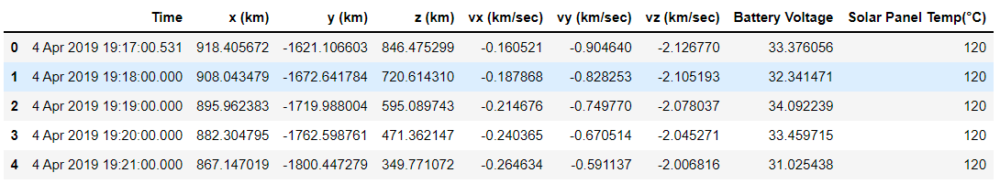 Time x (km) y (km) z (km) vx (km/sec) vy (km/sec) vz (km/sec) Battery Voltage Solar Panel Temp(°C)
0 4 Apr 2019 19:17:00.531 918.405672 -1621.106603 846.475299 -0.160521 -0.904640 -2.126770 33.376056 120
1 4 Apr 2019 19:18:00.000 908.043479 -1672.641784 720.614310 -0.187868 -0.828253 -2.105193 32.341471 120
2 4 Apr 2019 19:19:00.000 895.962383 -1719.988004 595.089743 -0.214676 -0.749770 -2.078037 34.092239 120
3 4 Apr 2019 19:20:00.000 882.304795 -1762.598761 471.362147 -0.240365 -0.670514 -2.045271 33.459715 120
4 4 Apr 2019 19:21:00.000 867.147019 -1800.447279 349.771072 -0.264634 -0.591137 -2.006816 31.025438 120